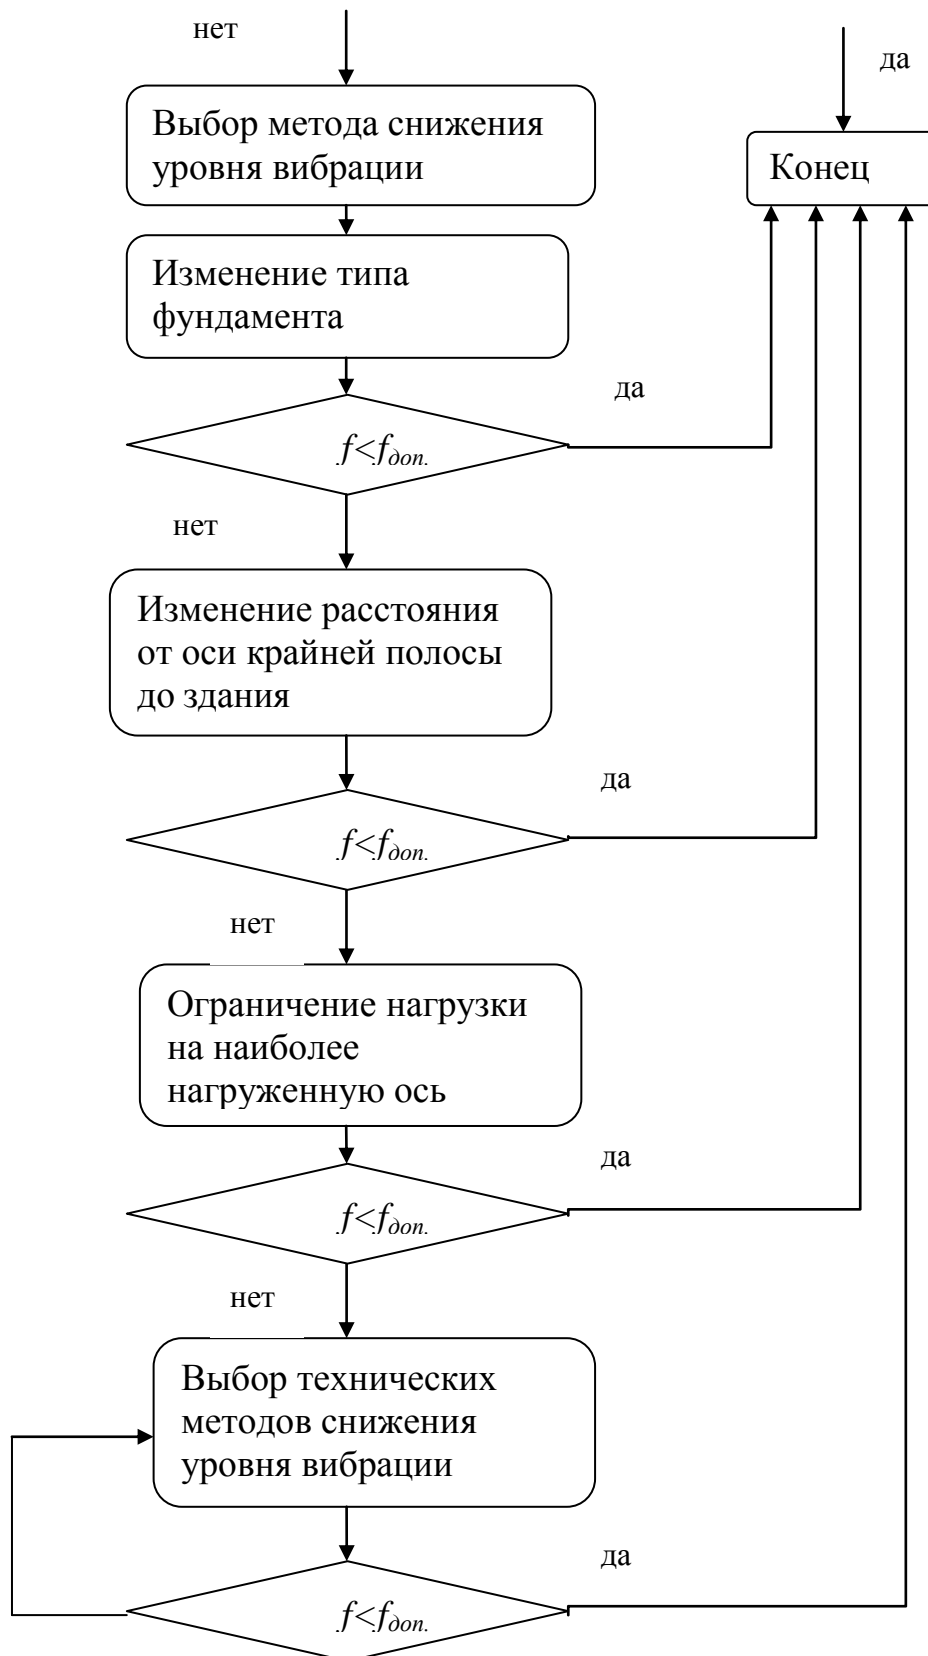 нет
да
Выбор метода снижения
уровня вибрации
Конец
Изменение типа
фундамента
да
f<fдоп.
нет
Изменение расстояния
от оси крайней полосы
до здания
да
f<fдоп.
нет
Ограничение нагрузки
на наиболее
нагруженную ось
да
f<fдоп.
нет
Выбор технических
методов снижения
уровня вибрации
да
f<fдоп.